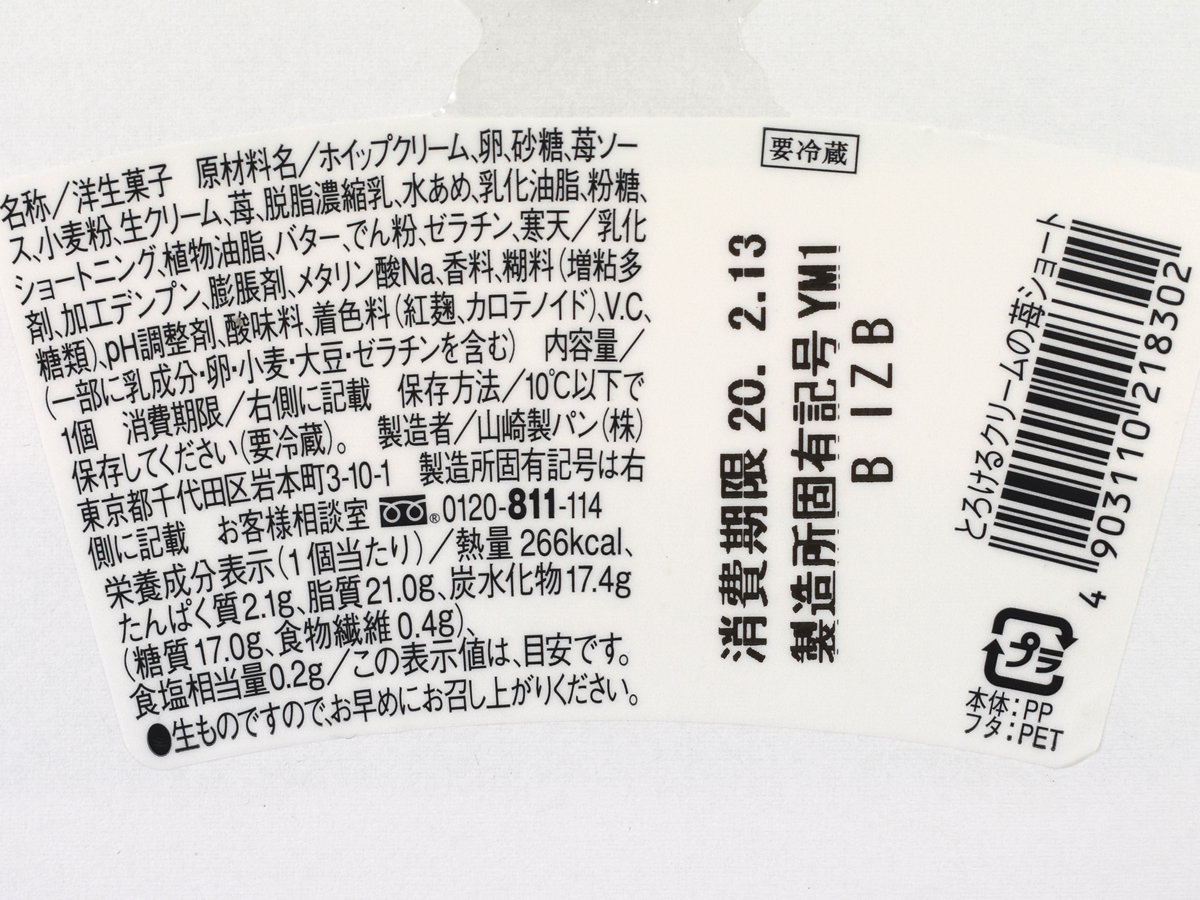 名称／洋生菓子　原材料名／ホイップクリーム、卵、砂糖、苺ソー
ス、小麦粉、生クリーム、苺、脱脂濃縮乳、水あめ、乳化油脂、粉糖、
ショートニング、植物油脂、バター、でん粉、ゼラチン、寒天／乳化
剤、加工デンプン、膨脹剤、メタリン酸Na、香料、糊料（増粘多
糖類）、pH調整剤、酸味料、着色料（紅麹、カロテノイド）、V.C、
（一部に乳成分・卵・小麦・大豆・ゼラチンを含む）　内容量／
1個　消費期限／右側に記載　保存方法／10℃以下で
保存してください（要冷蔵）。　製造者／山崎製パン（株）
東京都千代田区岩本町3-10-1　製造所固有記号は右
側に記載　お客様相談室 ®0120-811-114
栄養成分表示（1個当たり）／熱量 266kcal、
たんぱく質2.1g、脂質21.0g、炭水化物17.4g
（糖質17.0g、食物繊維0.4g）、
食塩相当量0.2g／この表示値は、目安です。
●生ものですので、お早めにお召し上がりください。
要冷蔵
消費期限 20. 2.13
製造所固有記号 YM1
B IZB
とろけるクリームの苺ショート
4 903110 218302
プラ
本体：PP
フタ：PET